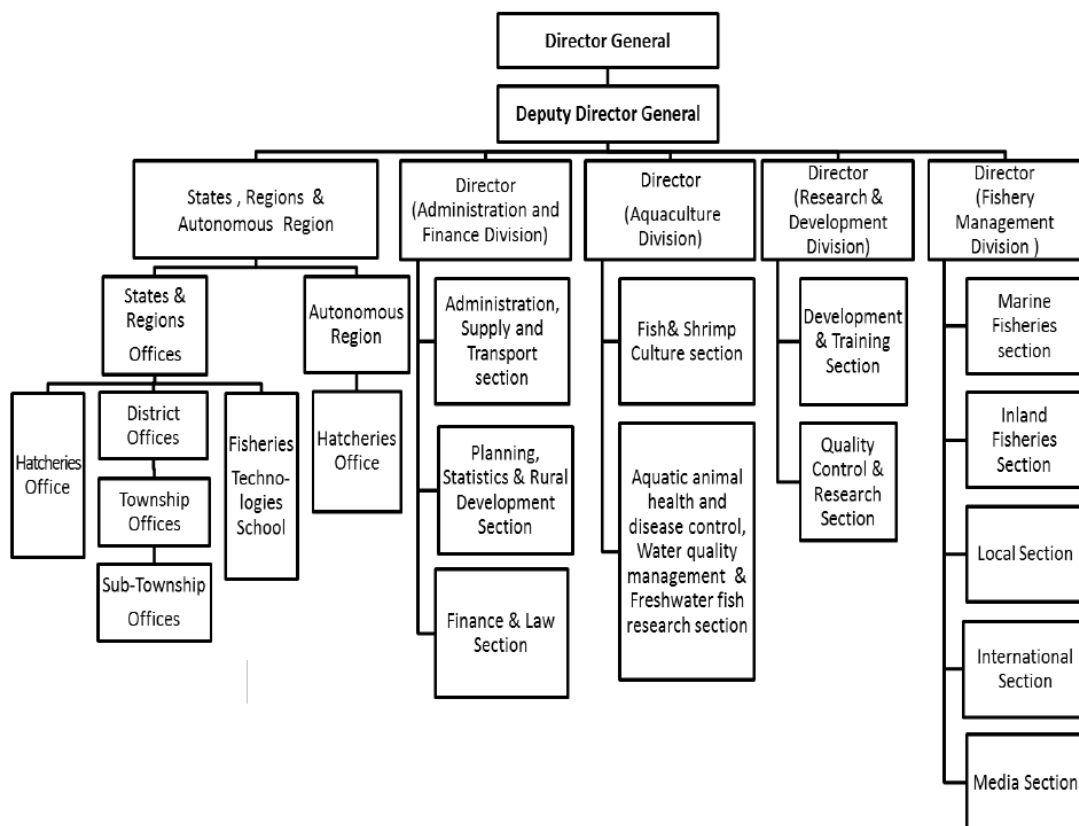 Director General
Deputy Director General
States , Regions &
Autonomous Region
Director
(Administration and
Finance Division)
Director
(Aquaculture
Division)
Director
(Research &
Development
Division)
Director
(Fishery
Management
Division )
States &
Regions
Offices
Autonomous
Region
Hatcheries
Office
District
Offices
Township
Offices
Sub-Township
Offices
Fisheries
Techno-
logies
School
Hatcheries
Office
Administration,
Supply and
Transport
section
Planning,
Statistics & Rural
Development
Section
Finance & Law
Section
Fish& Shrimp
Culture section
Aquatic animal
health and
disease control,
Water quality
management &
Freshwater fish
research section
Development
& Training
Section
Quality
Control &
Research
Section
Marine
Fisheries
section
Inland
Fisheries
Section
Local Section
International
Section
Media Section